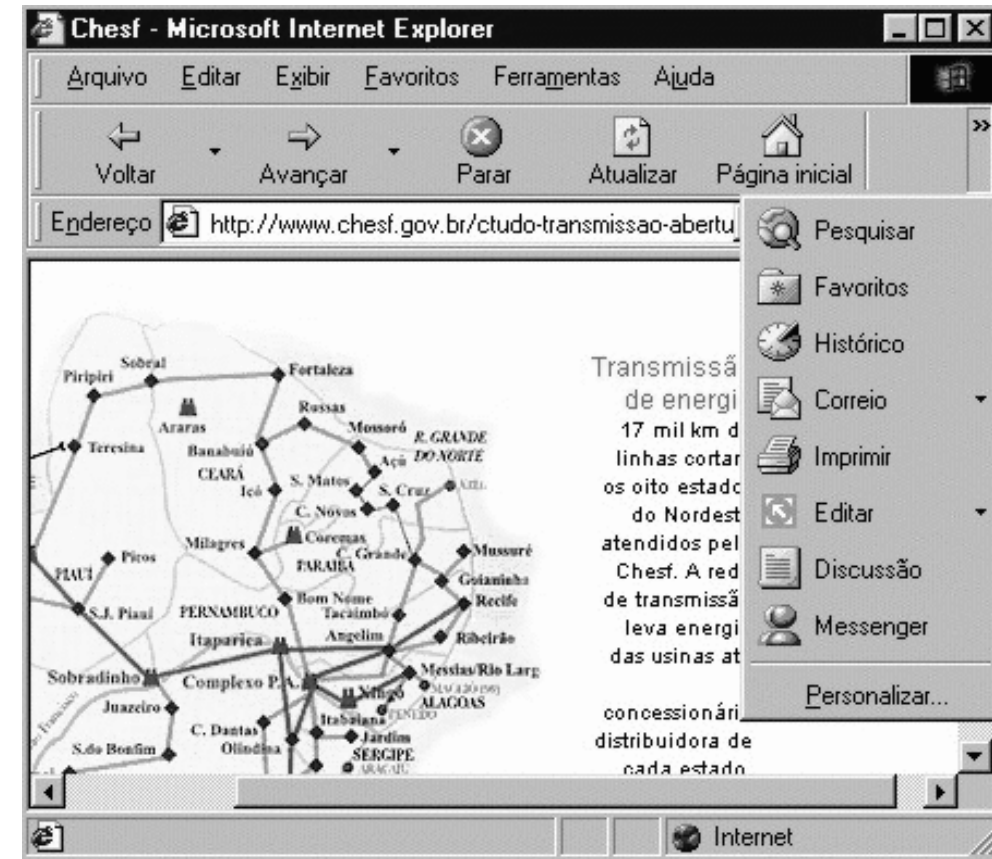 Chesf - Microsoft Internet Explorer
Arquivo Editar Exibir Favoritos Ferramentas Ajuda
Voltar Avançar Parar Atualizar Página inicial »
Endereço http://www.chesf.gov.br/ctudo-transmissao-abertu
Pesquisar
Favoritos
Histórico
Correio
Imprimir
Editar
Discussão
Messenger
Personalizar...
Transmissã
de energi
17 mil km d
linhas cortar
os oito estado
do Nordest
atendidos pel
Chesf. A red
de transmissã
leva energi
das usinas at
concessionári
distribuidora de
cada estado
Sobral
Piripiri
Fortaleza
Araras
Russas
Mossoró
R. GRANDE
DO NORTE
Teresina
Banabuiú
Açú
CEARÁ
Icó
S. Matos
S. Cruz
C. Novos
Milagres
Coremas
PARAIBA
C. Grande
Mussuré
Picos
PIAUI
Goianinha
Bom Nome
Recife
S.J. Piauí
PERNAMBUCO
Tacaimbó
Itaparica
Angelim
Ribeirão
Sobradinho
Complexo P.A.
Messias/Rio Larg
Xingó
ALAGOAS
PENEDO
Juazeiro
Itabaiana
C. Dantas
Jardim
S.do Bonfim
Olindina
SERGIPE
ARACAJU
Internet